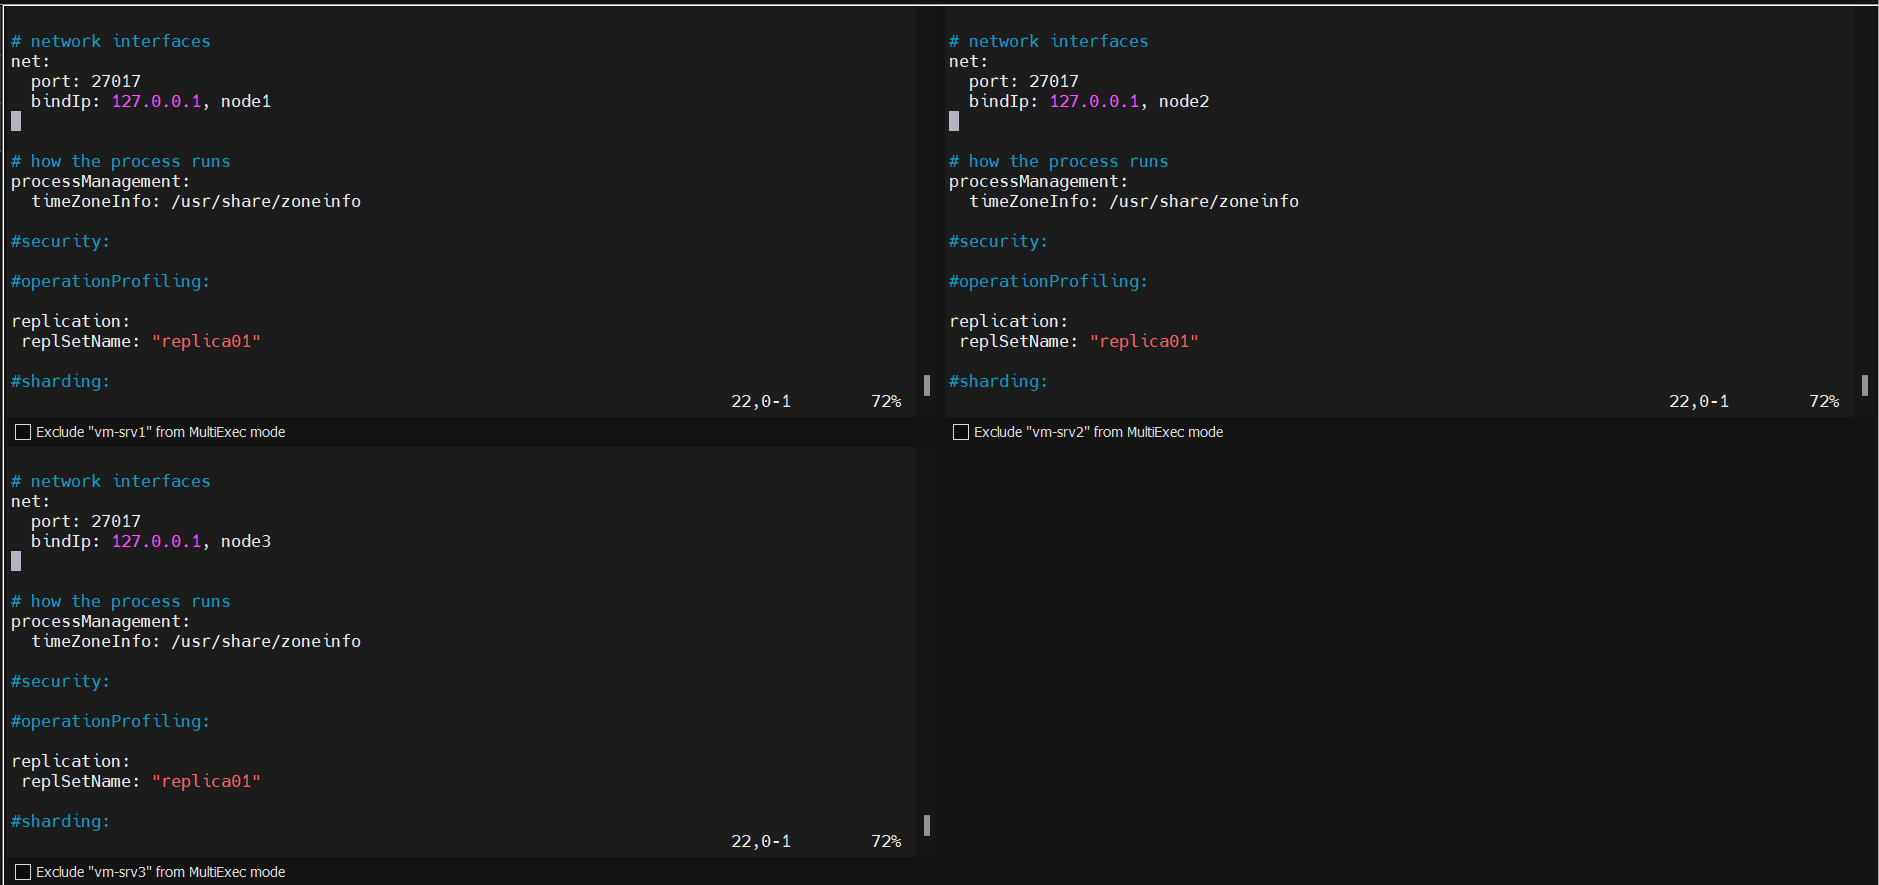 # network interfaces
net:
  port: 27017
  bindIp: 127.0.0.1, node1
# how the process runs
processManagement:
  timeZoneInfo: /usr/share/zoneinfo
#security:
#operationProfiling:
replication:
 replSetName: "replica01"
#sharding:
22,0-1 72%
Exclude "vm-srv1" from MultiExec mode
# network interfaces
net:
  port: 27017
  bindIp: 127.0.0.1, node2
# how the process runs
processManagement:
  timeZoneInfo: /usr/share/zoneinfo
#security:
#operationProfiling:
replication:
 replSetName: "replica01"
#sharding:
22,0-1 72%
Exclude "vm-srv2" from MultiExec mode
# network interfaces
net:
  port: 27017
  bindIp: 127.0.0.1, node3
# how the process runs
processManagement:
  timeZoneInfo: /usr/share/zoneinfo
#security:
#operationProfiling:
replication:
 replSetName: "replica01"
#sharding:
22,0-1 72%
Exclude "vm-srv3" from MultiExec mode